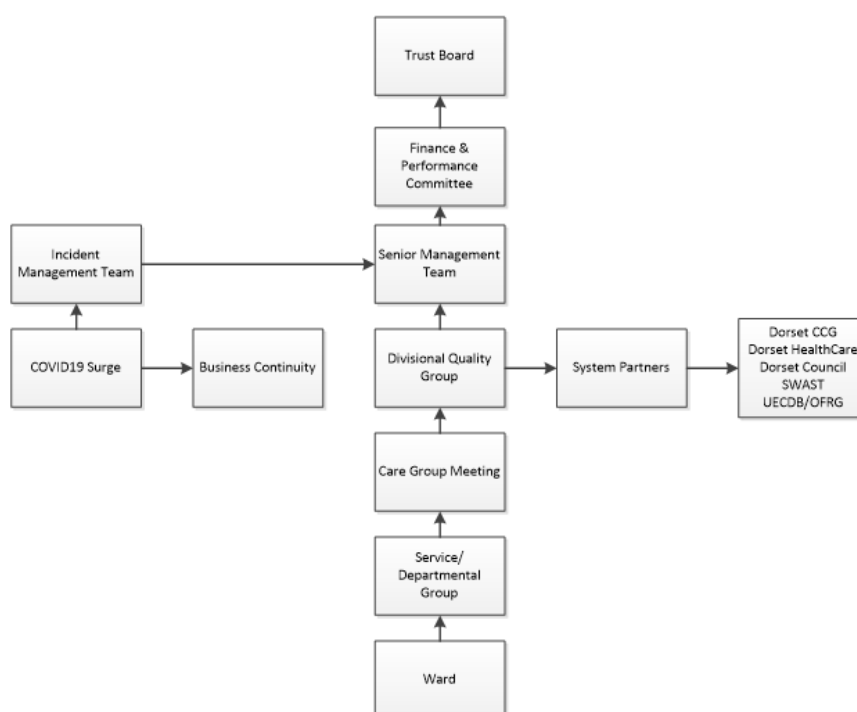 Trust Board
Finance &
Performance
Committee
Incident
Management Team
Senior Management
Team
COVID19 Surge
Business Continuity
Divisional Quality
Group
System Partners
Dorset CCG
Dorset HealthCare
Dorset Council
SWAST
UECDB/OFRG
Care Group Meeting
Service/
Departmental
Group
Ward